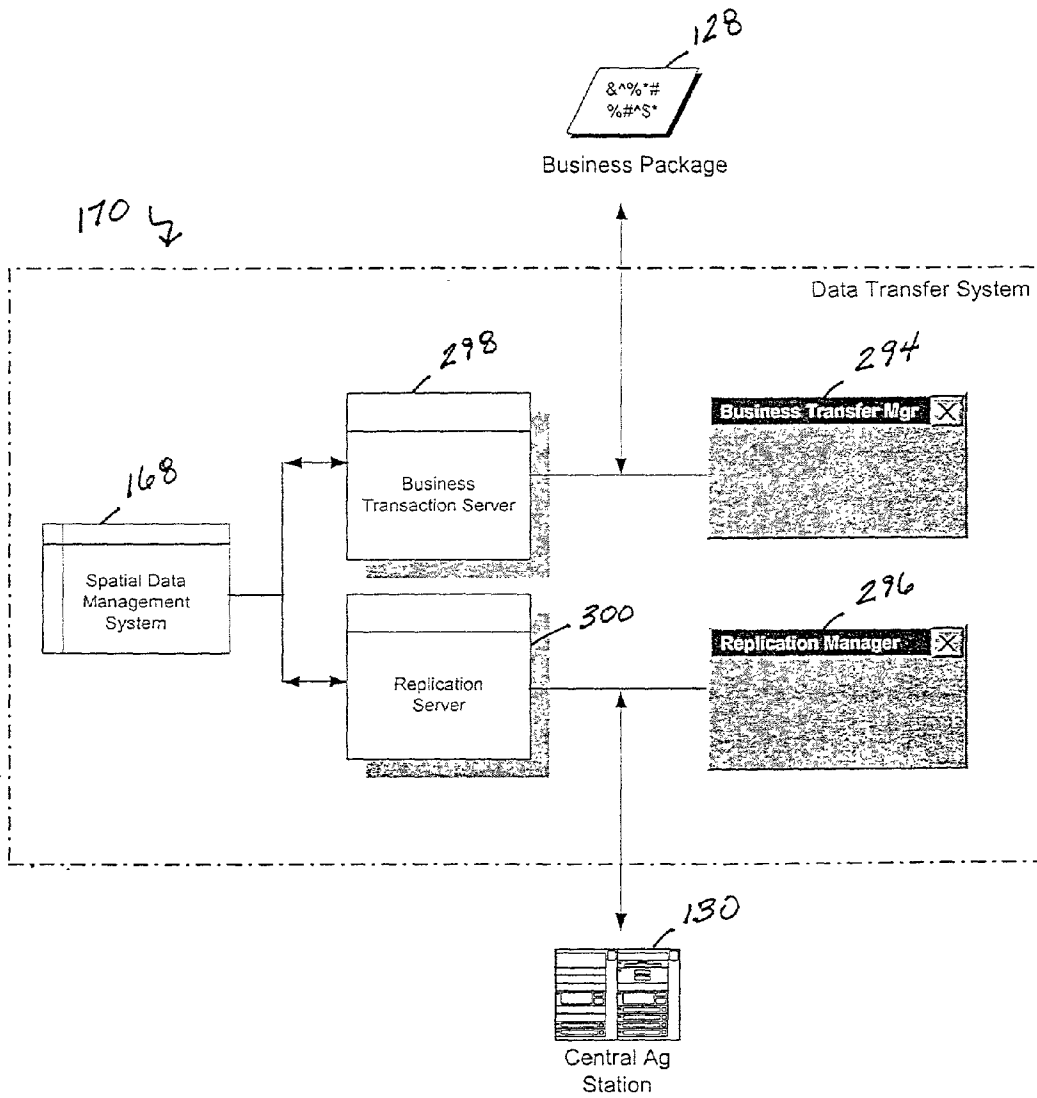 128
&^%*#
%#^$*
Business Package
170
Data Transfer System
298
294
Business Transfer Mgr
Business
Transaction Server
168
Spatial Data
Management
System
296
300
Replication Manager
Replication
Server
130
Central Ag
Station